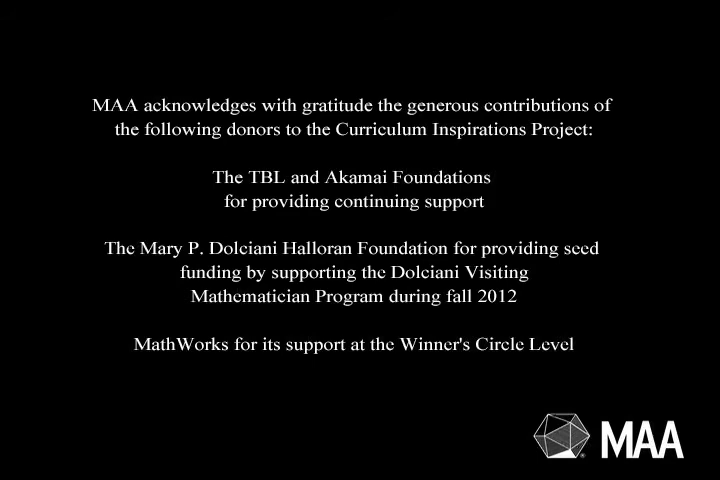 MAA acknowledges with gratitude the generous contributions of
the following donors to the Curriculum Inspirations Project:
The TBL and Akamai Foundations
for providing continuing support
The Mary P. Dolciani Halloran Foundation for providing seed
funding by supporting the Dolciani Visiting
Mathematician Program during fall 2012
MathWorks for its support at the Winner's Circle Level
® MAA